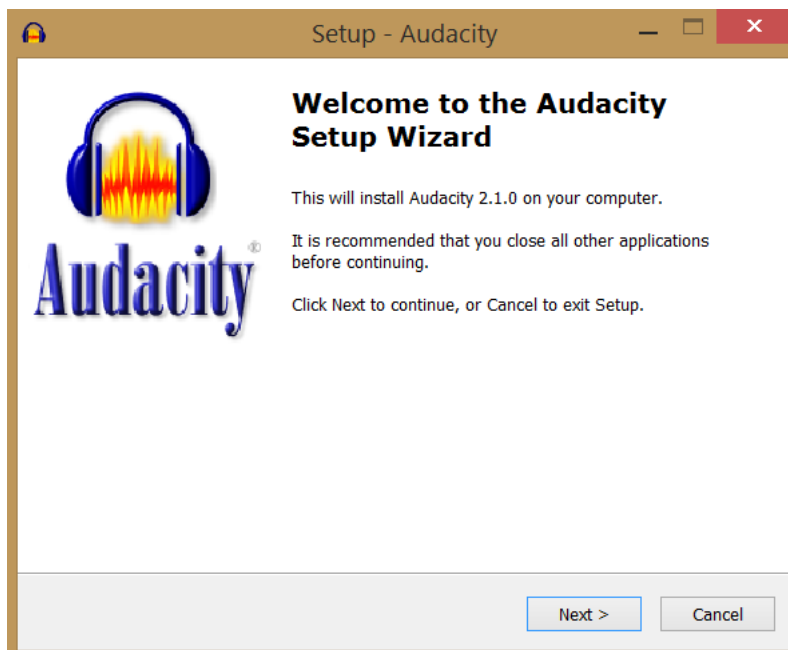 Setup - Audacity
Welcome to the Audacity
Setup Wizard
This will install Audacity 2.1.0 on your computer.
It is recommended that you close all other applications
before continuing.
Click Next to continue, or Cancel to exit Setup.
Audacity®
Next >
Cancel